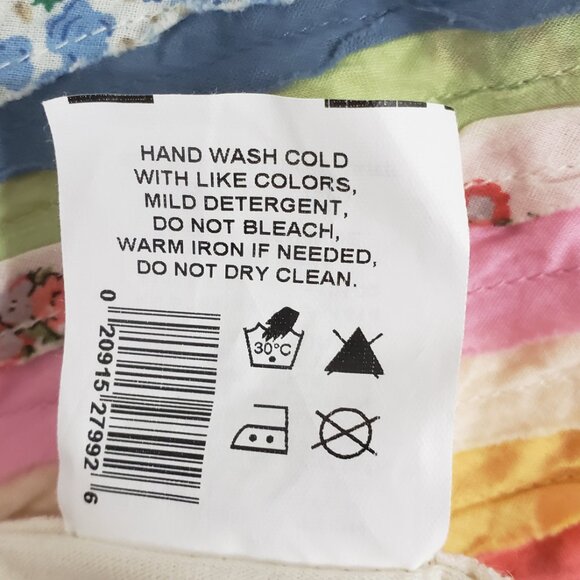 HAND WASH COLD
WITH LIKE COLORS,
MILD DETERGENT,
DO NOT BLEACH,
WARM IRON IF NEEDED,
DO NOT DRY CLEAN.
30°C
0 20915 27992 6